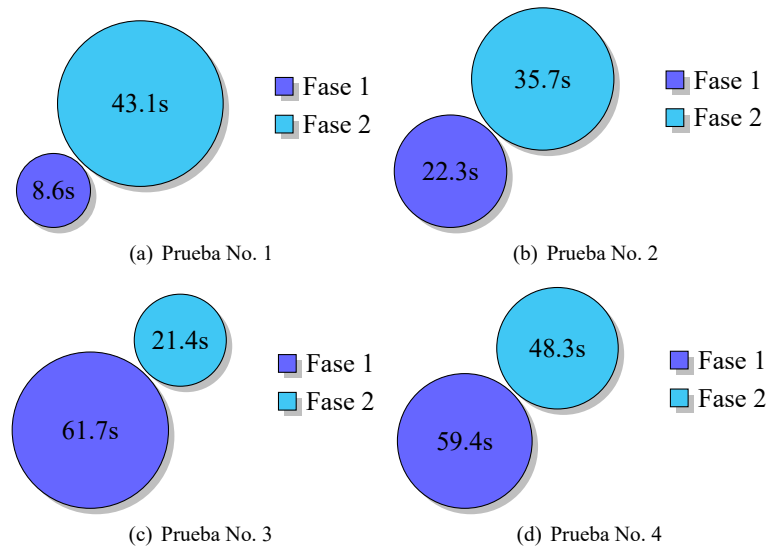 43.1s
8.6s
Fase 1
Fase 2
(a) Prueba No. 1
35.7s
22.3s
Fase 1
Fase 2
(b) Prueba No. 2
21.4s
61.7s
Fase 1
Fase 2
(c) Prueba No. 3
48.3s
59.4s
Fase 1
Fase 2
(d) Prueba No. 4